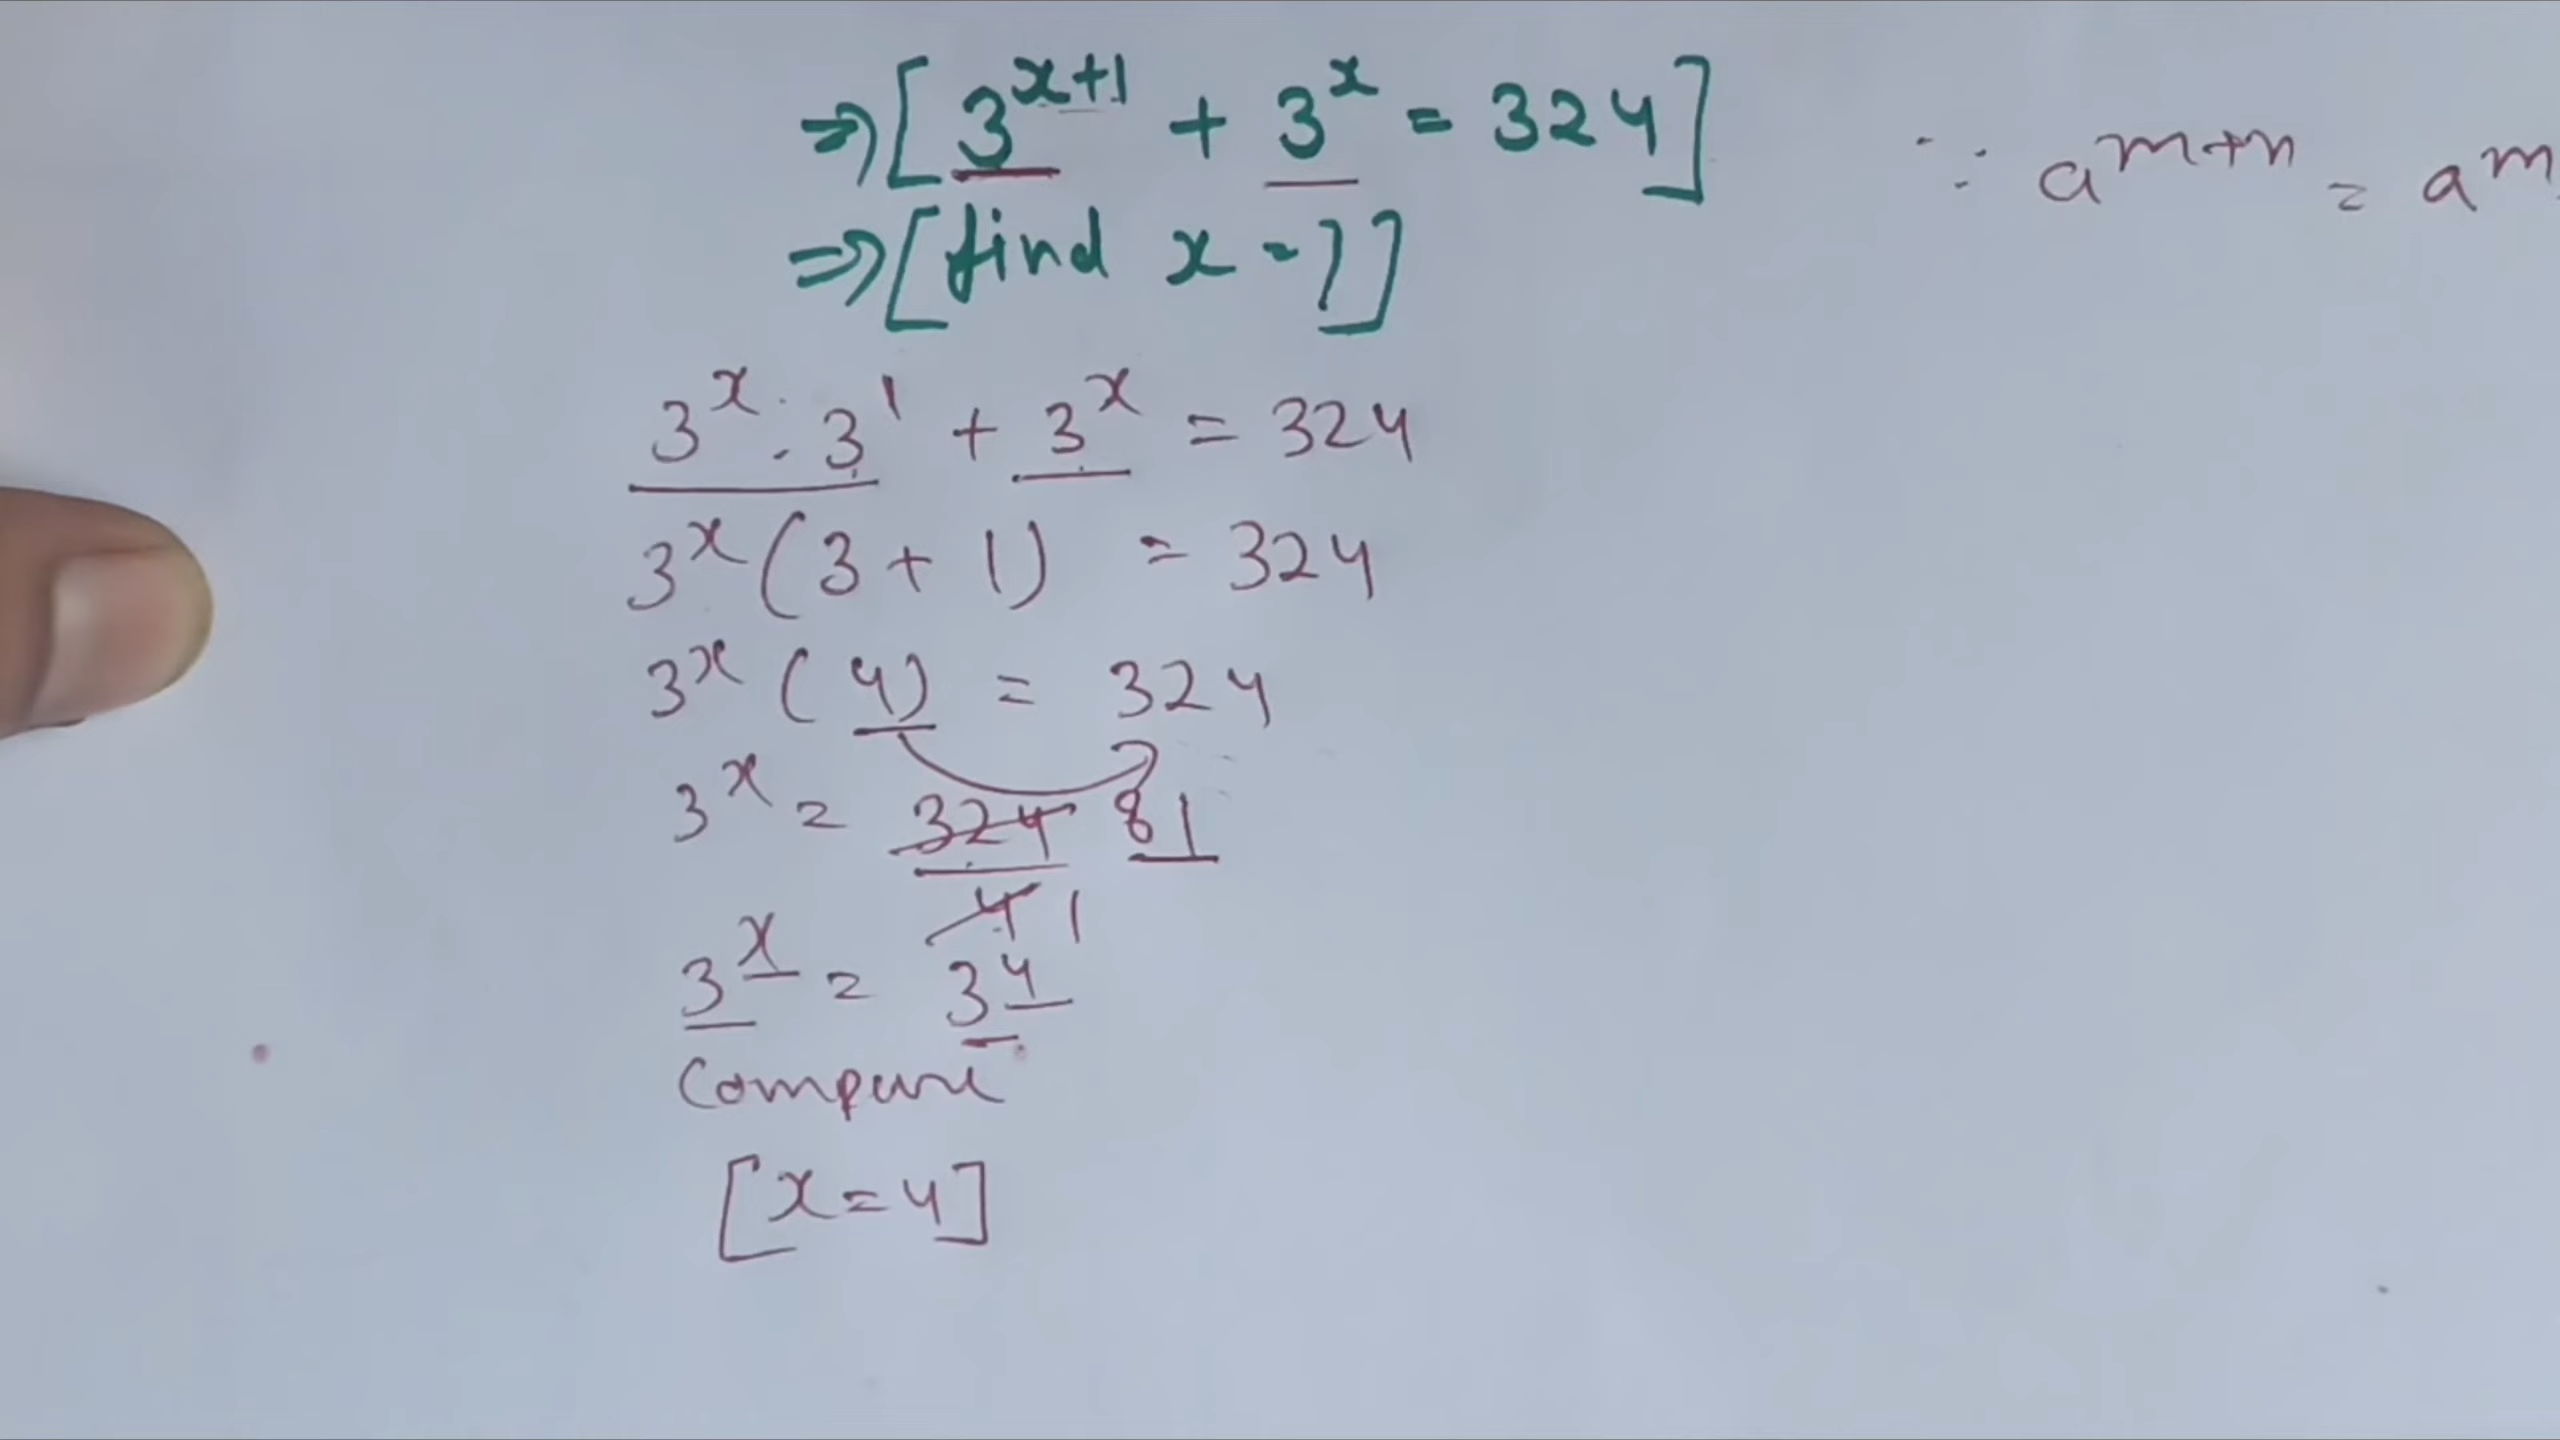 ⇒[3^{x+1} + 3^x = 324]
∵ a^{m+n} = a^m
⇒[find x = ?]
3^x . 3^1 + 3^x = 324
3^x (3 + 1) = 324
3^x (4) = 324
3^x = 324/4 81 1
3^x = 3^4
Compare
[x = 4]